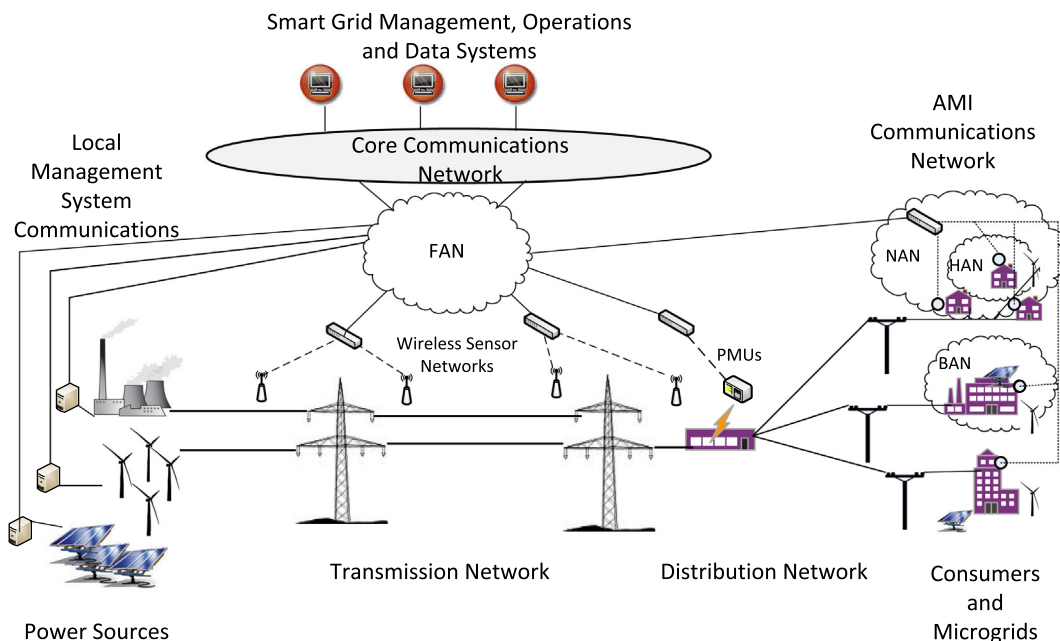 Smart Grid Management, Operations
and Data Systems
AMI
Communications
Network
Local
Management
System
Communications
Core Communications
Network
FAN
NAN
HAN
Wireless Sensor
Networks
PMUs
BAN
Transmission Network
Distribution Network
Consumers
and
Microgrids
Power Sources